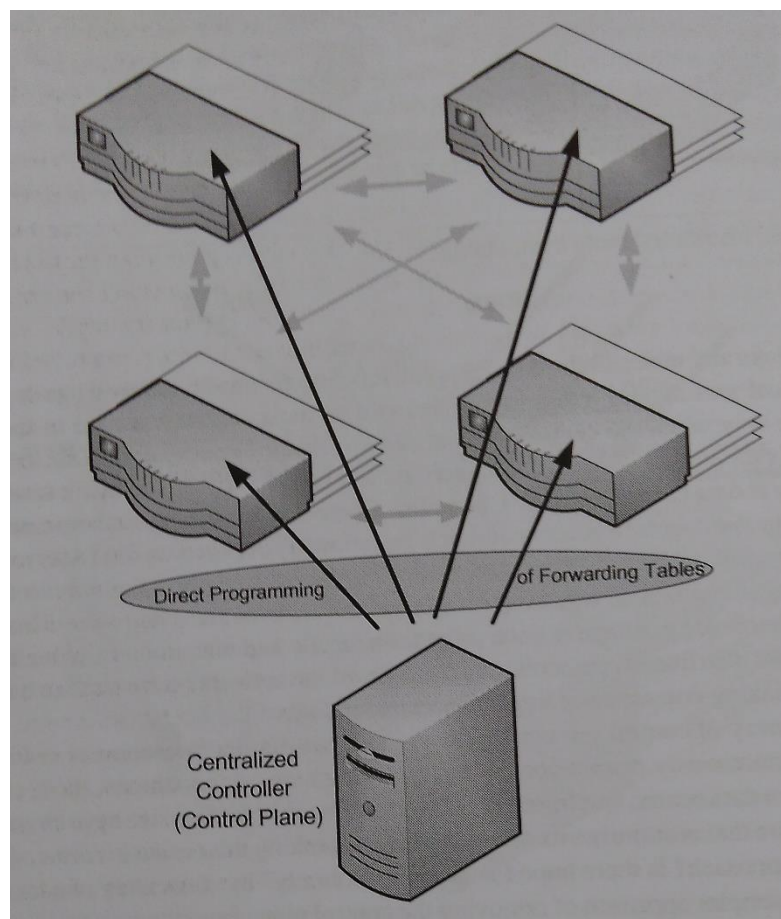 Direct Programming of Forwarding Tables
Centralized
Controller
(Control Plane)